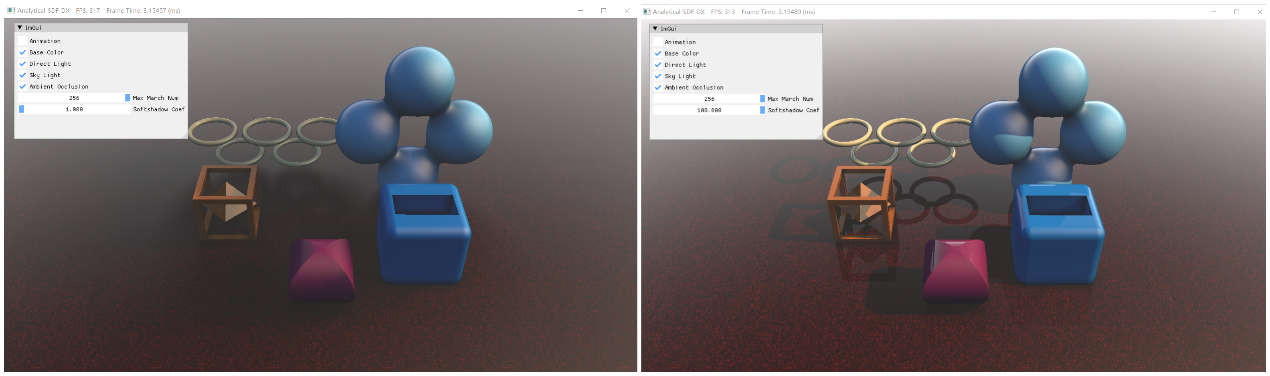 Analytical-SDF-DX FPS: 317 Frame Time: 3.15457 (ms)
ImGui
Animation
Base Color
Direct Light
Sky Light
Ambient Occlusion
256 Max March Num
1.000 Softshadow Coef
Analytical-SDF-DX FPS: 313 Frame Time: 3.19489 (ms)
ImGui
Animation
Base Color
Direct Light
Sky Light
Ambient Occlusion
256 Max March Num
100.000 Softshadow Coef